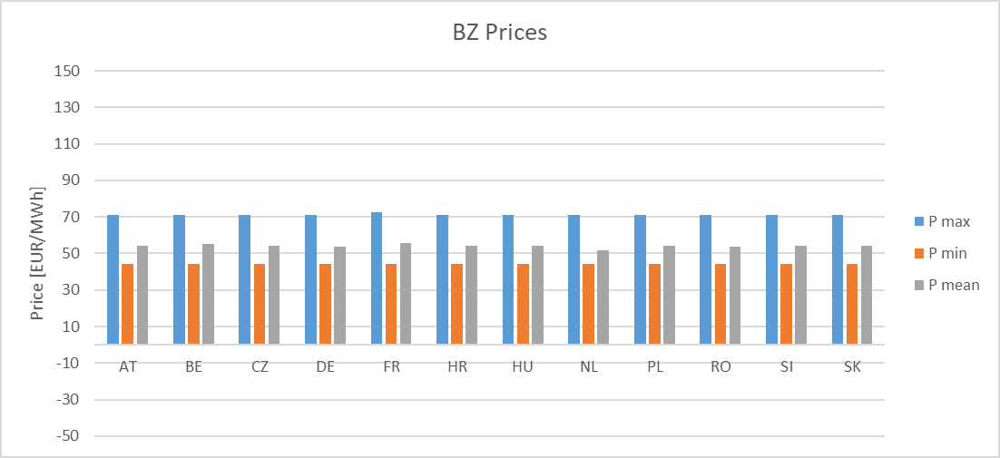 BZ Prices
Price [EUR/MWh]
150
130
110
90
70
50
30
10
-10
-30
-50
AT BE CZ DE FR HR HU NL PL RO SI SK
P max
P min
P mean